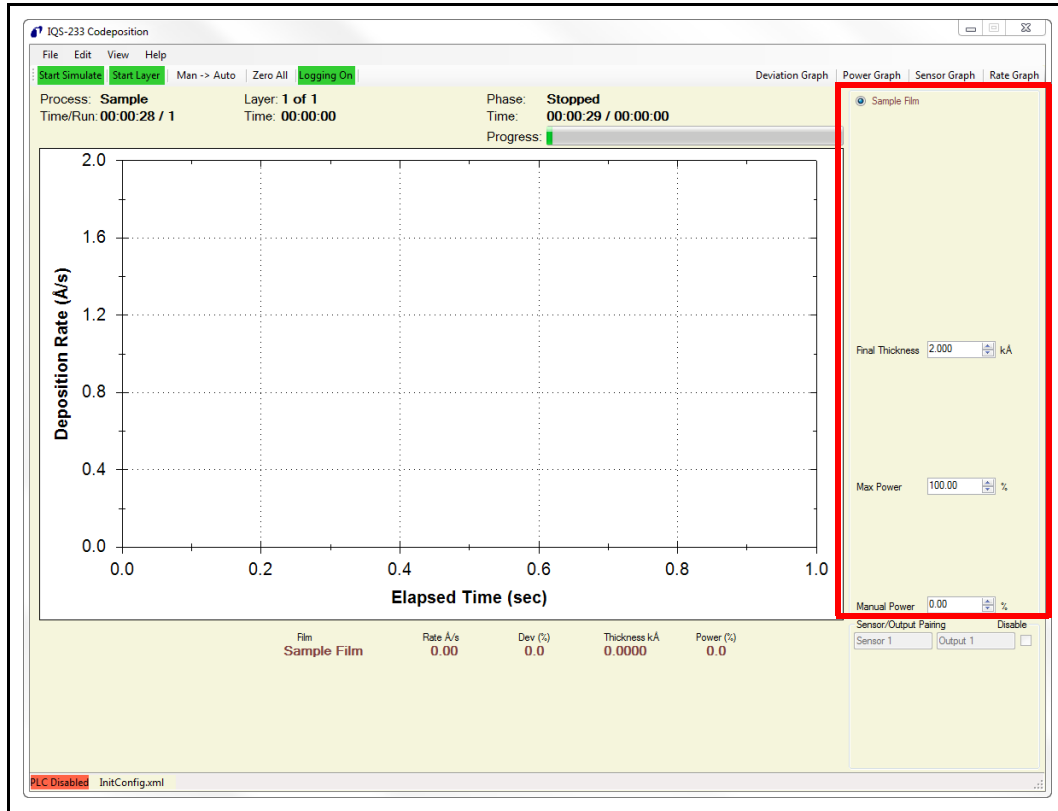 IQS-233 Codeposition
File Edit View Help
Start Simulate Start Layer Man -> Auto Zero All Logging On Deviation Graph Power Graph Sensor Graph Rate Graph
Process: Sample Layer: 1 of 1 Phase: Stopped
Time/Run: 00:00:28 / 1 Time: 00:00:00 Time: 00:00:29 / 00:00:00
Progress:
Sample Film
2.0
1.6
1.2
0.8
0.4
0.0
Deposition Rate (Å/s)
0.0 0.2 0.4 0.6 0.8 1.0
Elapsed Time (sec)
Final Thickness 2.000 kÅ
Max Power 100.00 %
Manual Power 0.00 %
Sensor/Output Pairing Disable
Sensor 1 Output 1
Film Rate Å/s Dev (%) Thickness kÅ Power (%)
Sample Film 0.00 0.0 0.0000 0.0
PLC Disabled InitConfig.xml